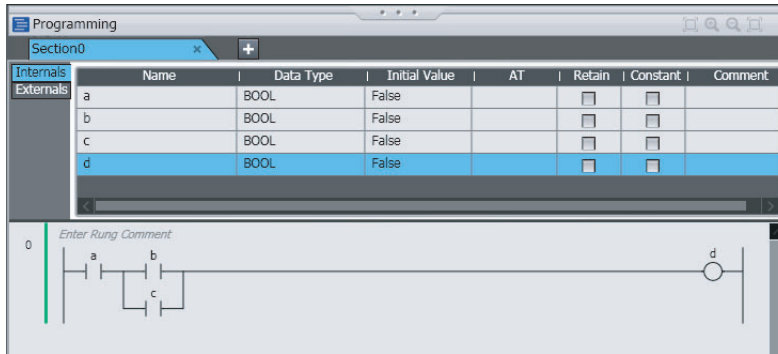 Programming
Section0 × +
Internals
Externals
Name Data Type Initial Value AT Retain Constant Comment
a BOOL False
b BOOL False
c BOOL False
d BOOL False
0 Enter Rung Comment
a b d
c